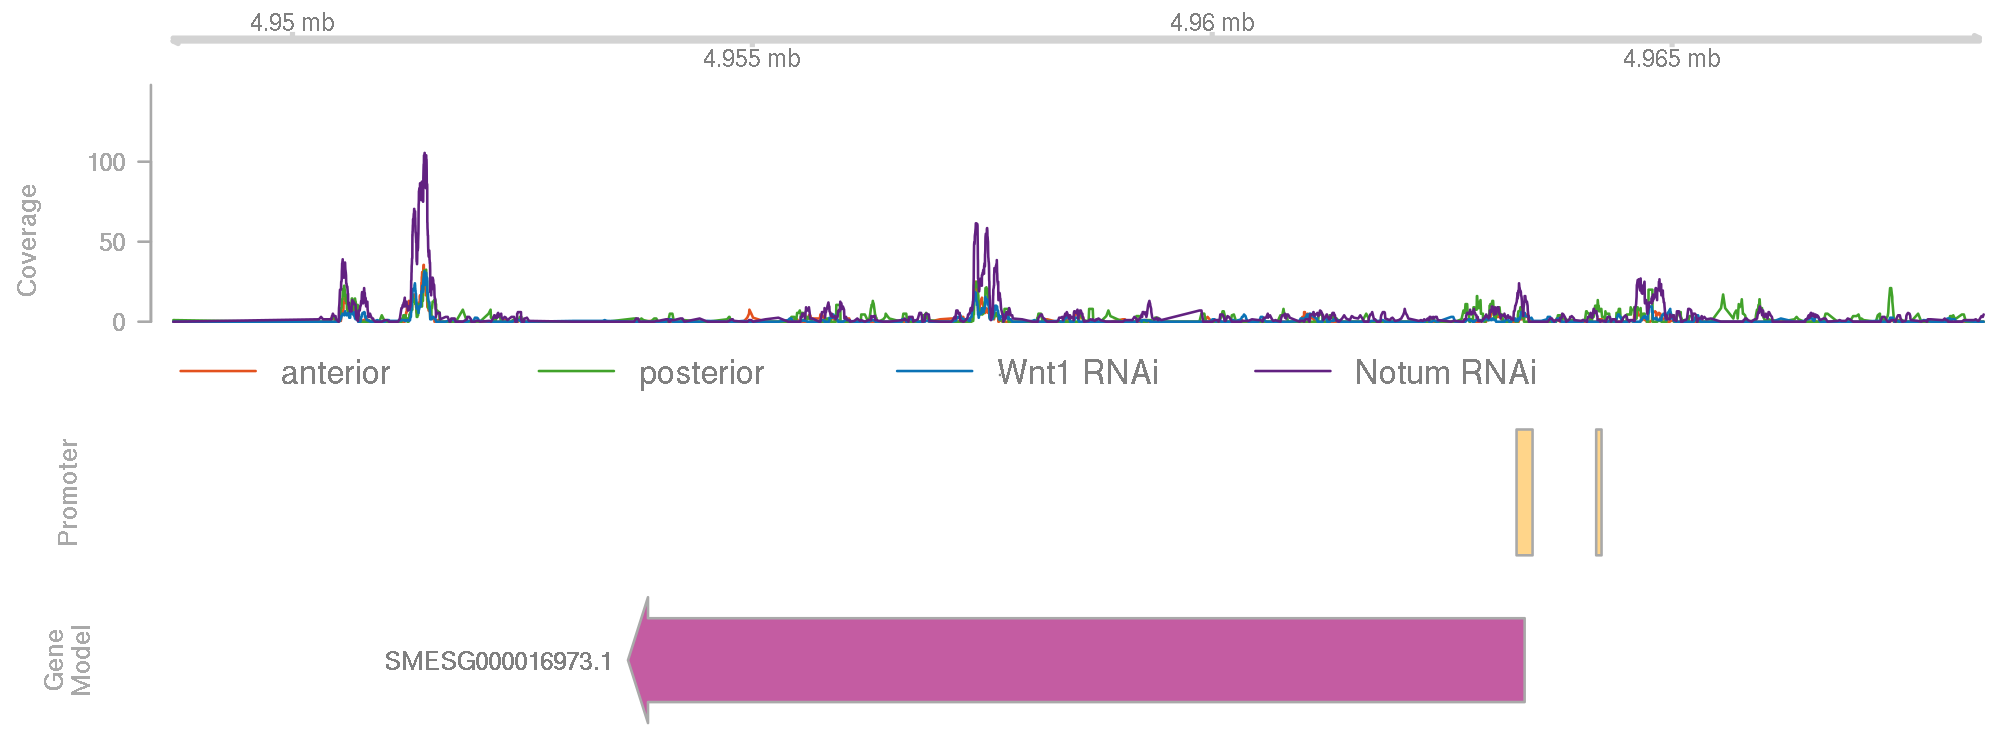 4.95 mb
4.96 mb
4.955 mb
4.965 mb
Coverage
100
50
0
anterior
posterior
Wnt1 RNAi
Notum RNAi
Promoter
Gene
Model
SMESG000016973.1